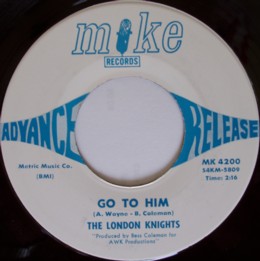 mike
RECORDS
ADVANCE RELEASE
Metric Music Co.
(BMI)
MK 4200
54KM-5809
Time: 2:16
GO TO HIM
(A. Wayne - B. Coleman)
THE LONDON KNIGHTS
"Produced by Bess Coleman for
AWK Productions"